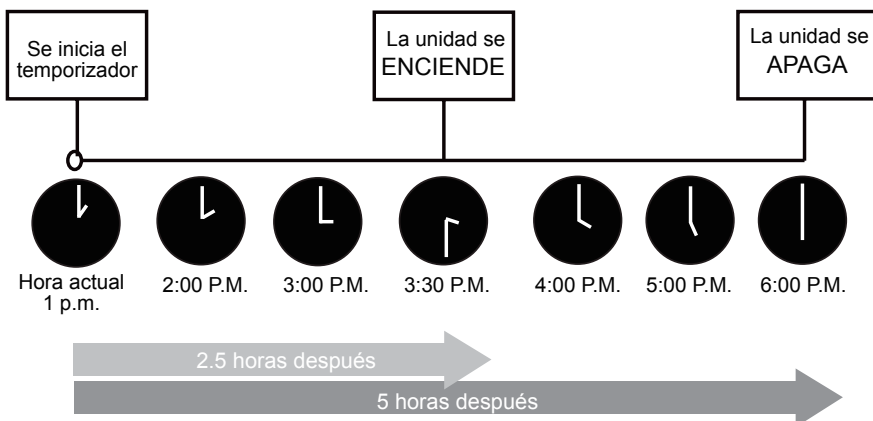 Se inicia el
temporizador
La unidad se
ENCIENDE
La unidad se
APAGA
Hora actual
1 p.m.
2:00 P.M.
3:00 P.M.
3:30 P.M.
4:00 P.M.
5:00 P.M.
6:00 P.M.
2.5 horas después
5 horas después